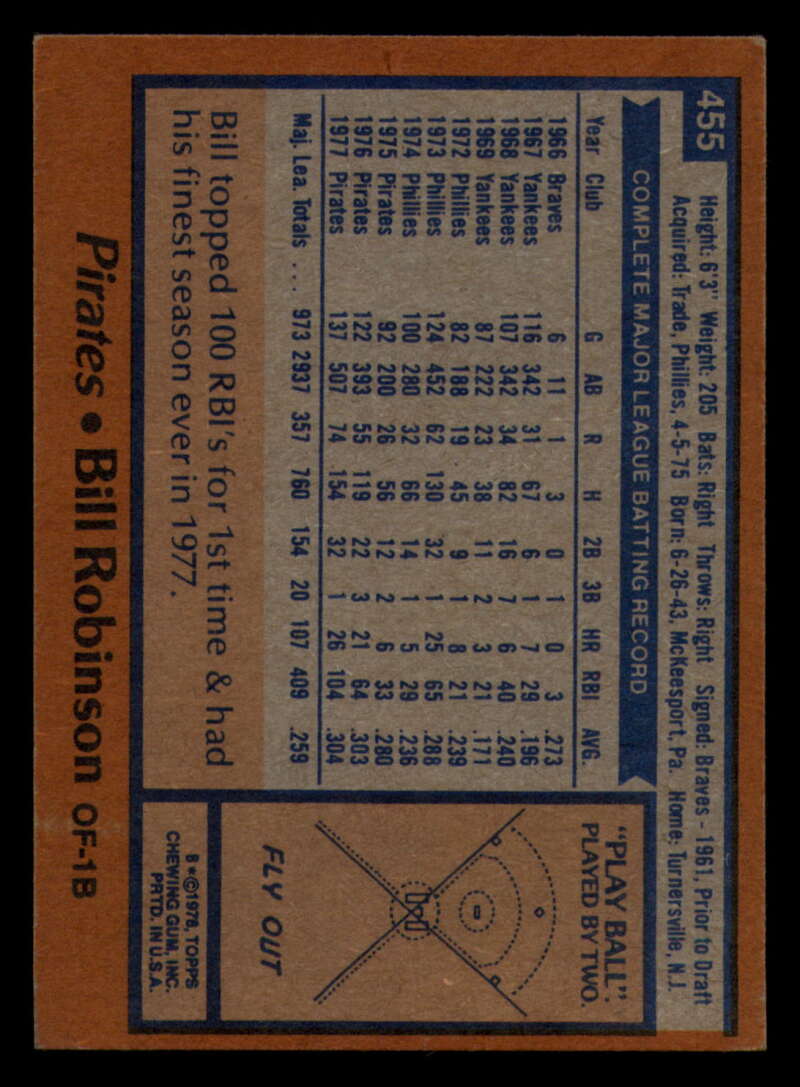 455
Height: 6'3" Weight: 205 Bats: Right Throws: Right Signed: Braves - 1961, Prior to Draft
Acquired: Trade, Phillies, 4-5-75 Born: 6-26-43, McKeesport, Pa. Home: Turnersville, N.J.
COMPLETE MAJOR LEAGUE BATTING RECORD
Year Club G AB R H 2B 3B HR RBI AVG.
1966 Braves 6 11 1 3 0 1 0 3 .273
1967 Yankees 116 342 31 67 6 1 7 29 .196
1968 Yankees 107 342 34 82 16 7 6 40 .240
1969 Yankees 87 222 23 38 11 2 3 21 .171
1972 Phillies 82 188 19 45 9 1 8 21 .239
1973 Phillies 124 452 62 130 32 1 25 65 .288
1974 Phillies 100 280 32 66 14 1 5 29 .236
1975 Pirates 92 200 26 56 12 2 6 33 .280
1976 Pirates 122 393 55 119 22 3 21 64 .303
1977 Pirates 137 507 74 154 32 1 26 104 .304
Maj. Lea. Totals ... 973 2937 357 760 154 20 107 409 .259
Bill topped 100 RBI's for 1st time & had
his finest season ever in 1977.
"PLAY BALL".
PLAYED BY TWO.
FLY OUT
B*©1978, TOPPS
CHEWING GUM, INC.
PRTD. IN U.S.A.
Pirates • Bill Robinson OF-1B